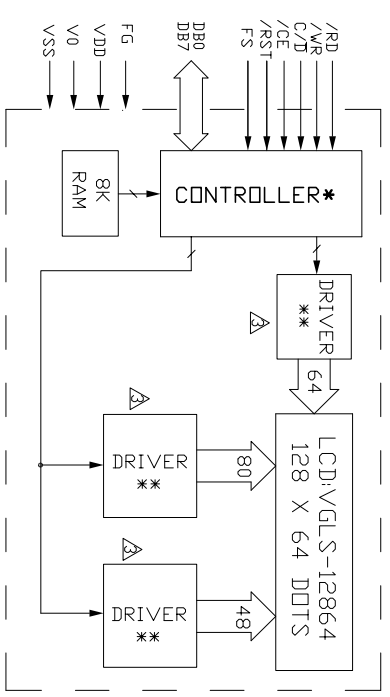 /RD
/WR
C/D
/CE
/RST
FS
DB0
DB7
FG
VDD
V0
VSS
CONTROLLER*
8K
RAM
DRIVER
**
3
64
LCD:VGLS-12864
128 X 64 DOTS
3
DRIVER
**
80
3
DRIVER
**
48